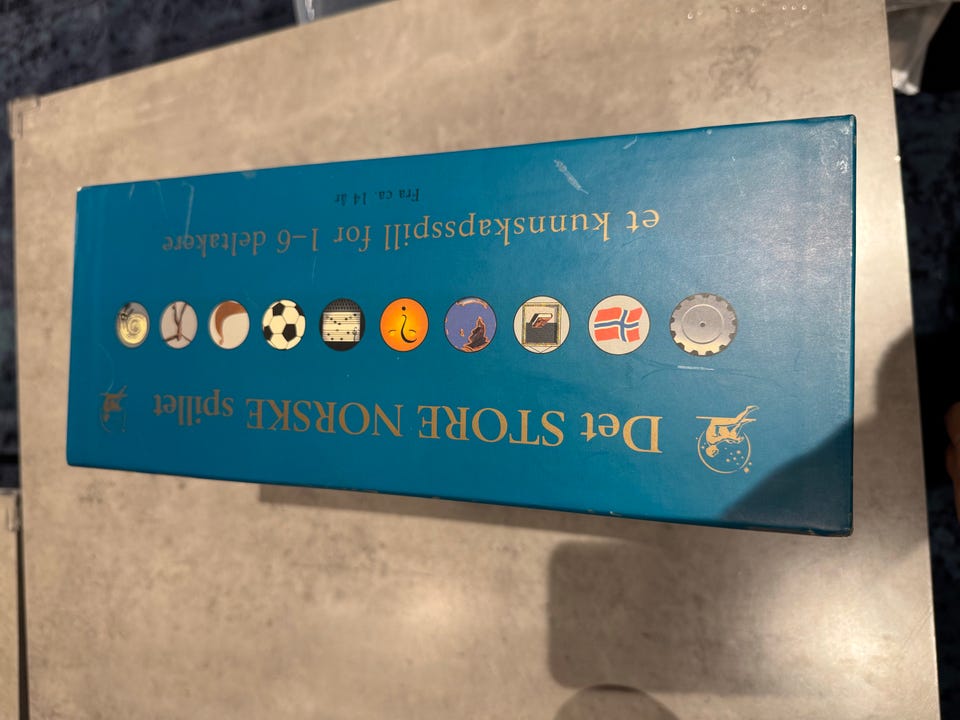 Det STORE NORSKE spillet
et kunnskapsspill for 1–6 deltakere
Fra ca. 14 år